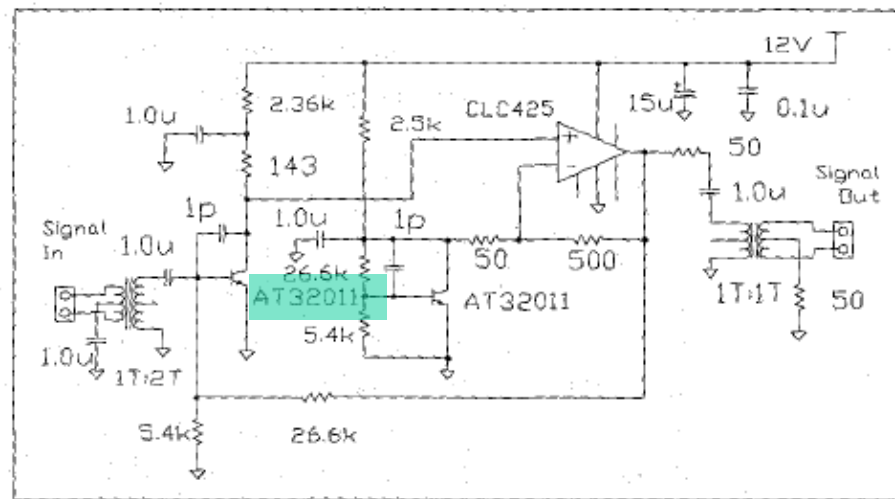 12V
2.36k
1.0u
2.5k
CLC425
15u
0.1u
+
143
-
50
1.0u
Signal
Out
1p
Signal
In
1.0u
1.0u
1p
50
500
26.6k
AT32011
AT32011
5.4k
1T:1T
50
1.0u
1T:2T
5.4k
26.6k